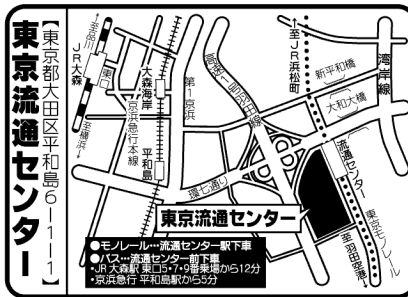 東京流通センター
【東京都大田区平和島6-1-1】
←至品川
JR大森
東口
至横浜→
大森海岸
京浜急行本線
平和島
第1京浜
高速1号羽田線
環七通り
←至JR浜松町
新平和橋
大和大橋
湾岸線
流通センター
東京モノレール
至羽田空港→
東京流通センター
●モノレール…流通センター駅下車
●バス…流通センター前下車
・JR 大森駅 東口5・7・9番乗場から12分
・京浜急行 平和島駅から5分